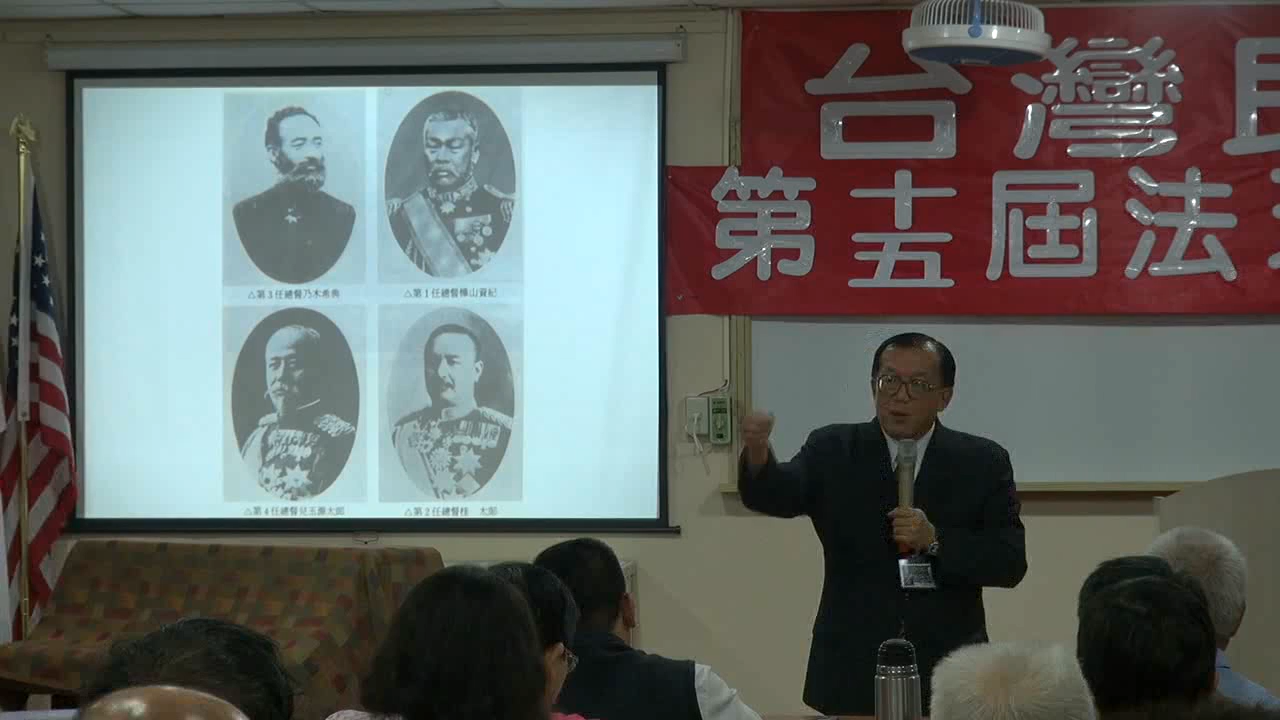 △第3任總督乃木希典
△第1任總督樺山資紀
△第4任總督兒玉源太郎
△第2任總督桂 太郎
台灣
第十五屆法